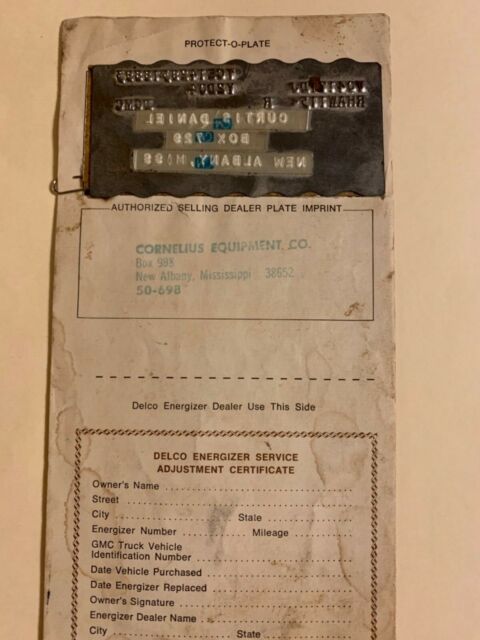 PROTECT-O-PLATE
CURTIS DANIEL
BOX 729
NEW ALBANY, MISS
AUTHORIZED SELLING DEALER PLATE IMPRINT
CORNELIUS EQUIPMENT CO.
Box 998
New Albany, Mississippi 38652
50-698
Delco Energizer Dealer Use This Side
DELCO ENERGIZER SERVICE
ADJUSTMENT CERTIFICATE
Owner's Name
Street
City State
Energizer Number Mileage
GMC Truck Vehicle
Identification Number
Date Vehicle Purchased
Date Energizer Replaced
Owner's Signature
Energizer Dealer Name
City State